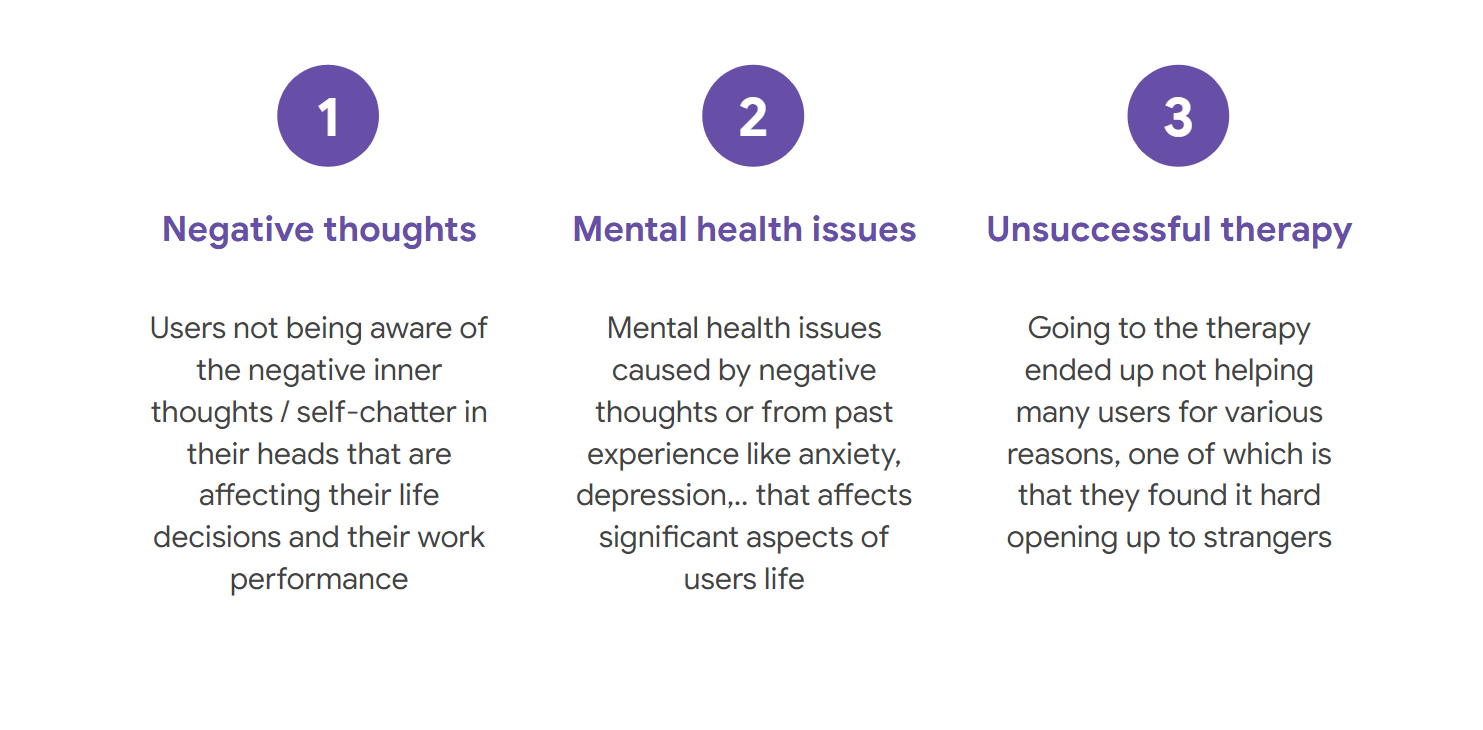 1
Negative thoughts
Users not being aware of
the negative inner
thoughts / self-chatter in
their heads that are
affecting their life
decisions and their work
performance
2
Mental health issues
Mental health issues
caused by negative
thoughts or from past
experience like anxiety,
depression,.. that affects
significant aspects of
users life
3
Unsuccessful therapy
Going to the therapy
ended up not helping
many users for various
reasons, one of which is
that they found it hard
opening up to strangers